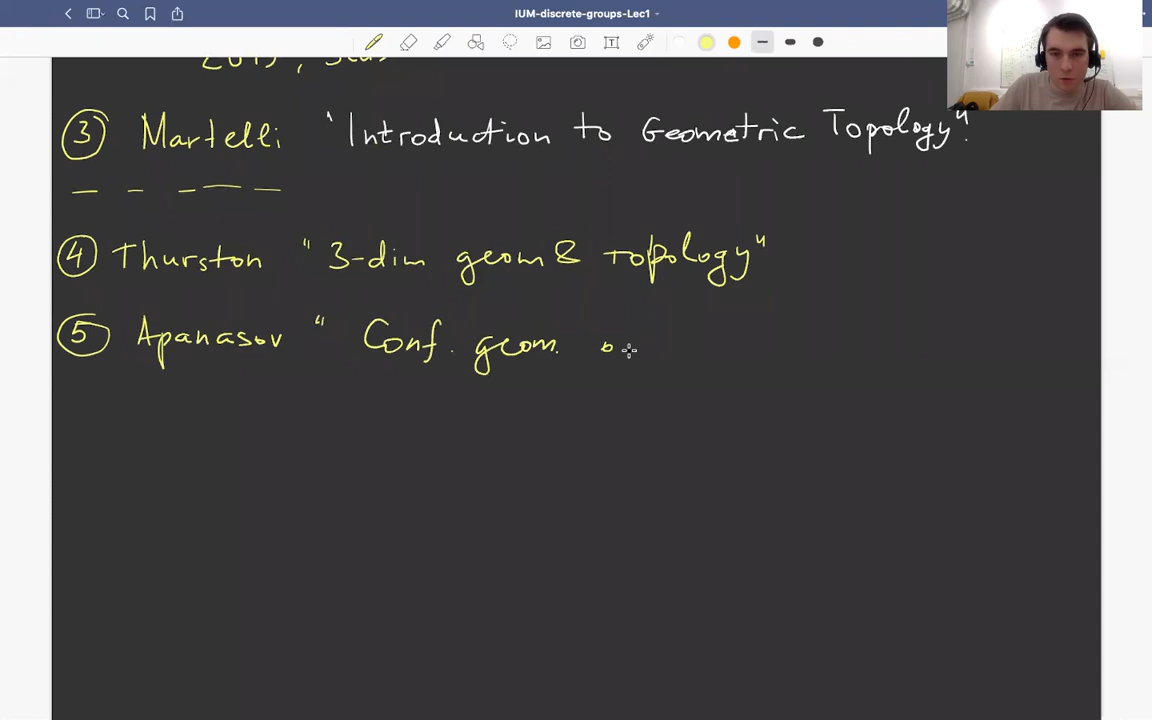 IUM-discrete-groups-Lec1
③ Martelli "Introduction to Geometric Topology".
④ Thurston "3-dim geom & topology"
⑤ Apanasov " Conf. geom. o